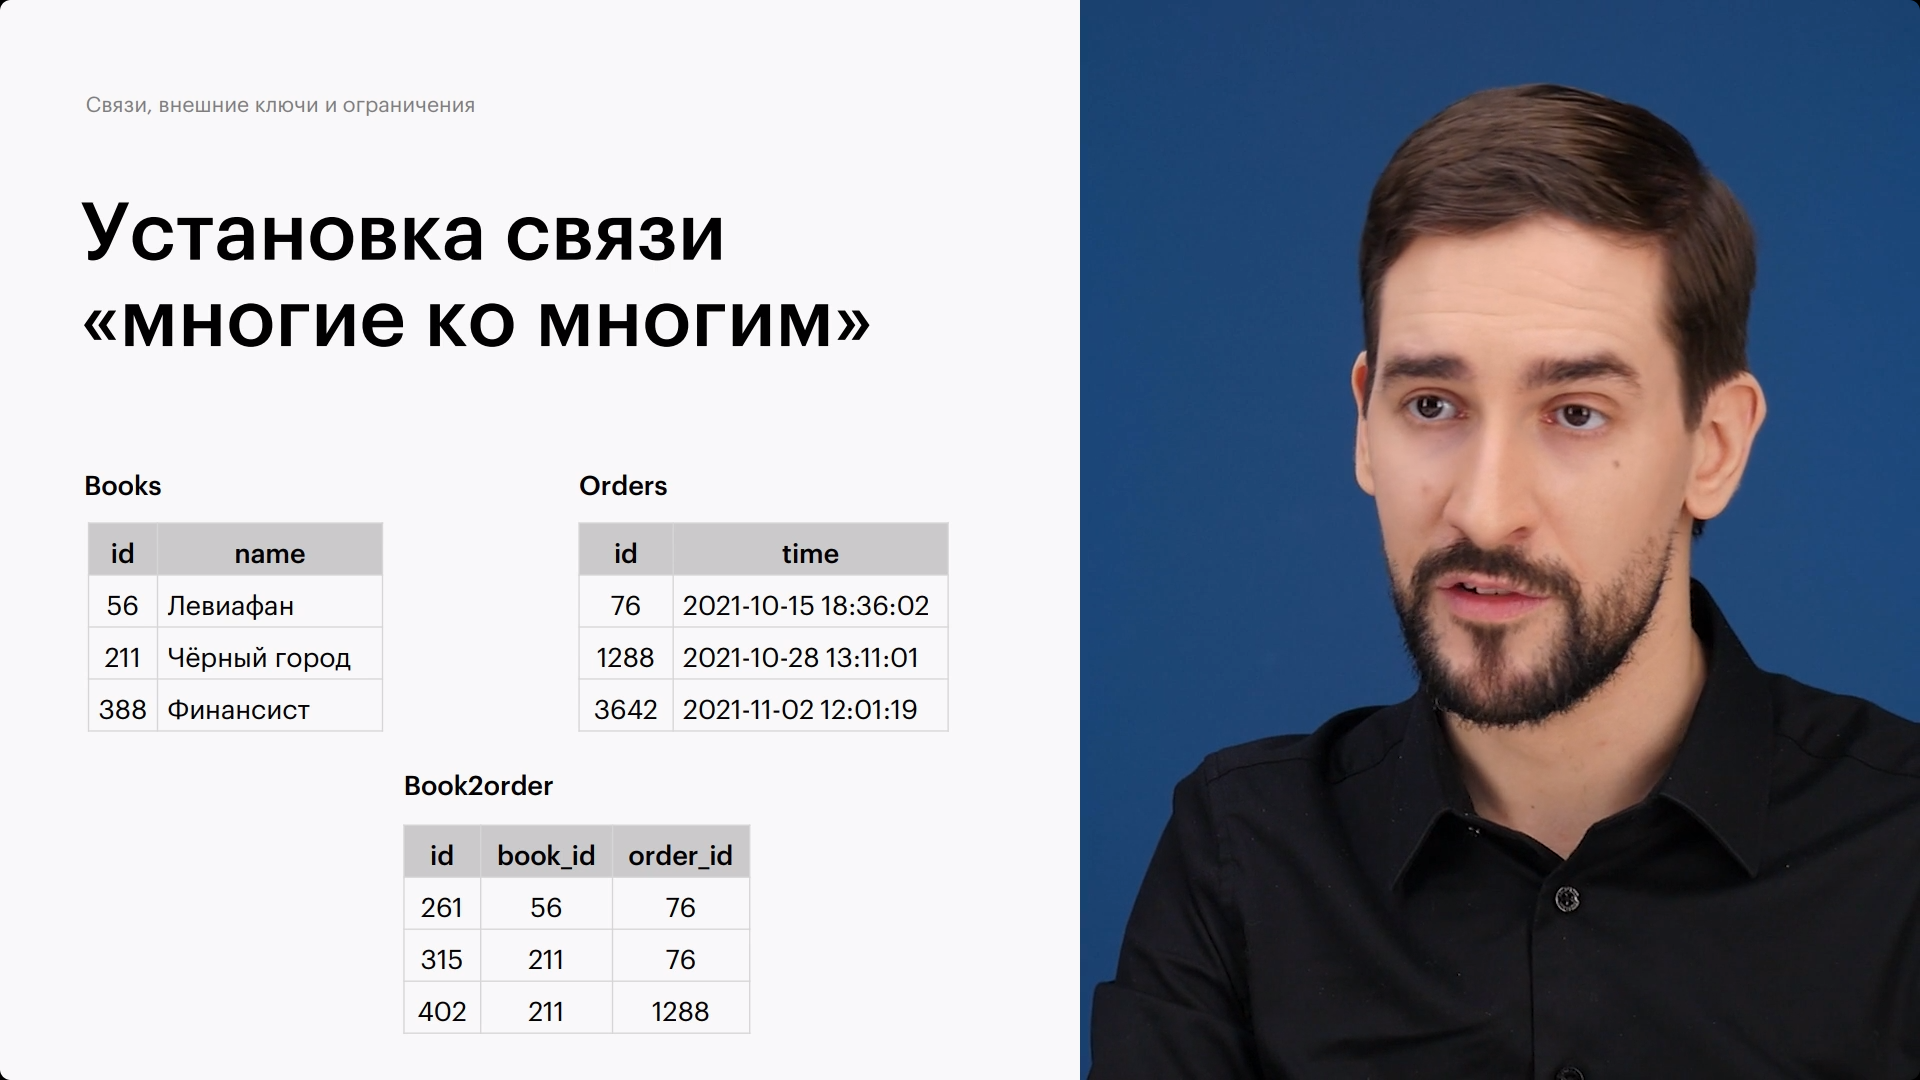 Связи, внешние ключи и ограничения
Установка связи
«многие ко многим»
Books
id name
56 Левиафан
211 Чёрный город
388 Финансист
Orders
id time
76 2021-10-15 18:36:02
1288 2021-10-28 13:11:01
3642 2021-11-02 12:01:19
Book2order
id book_id order_id
261 56 76
315 211 76
402 211 1288